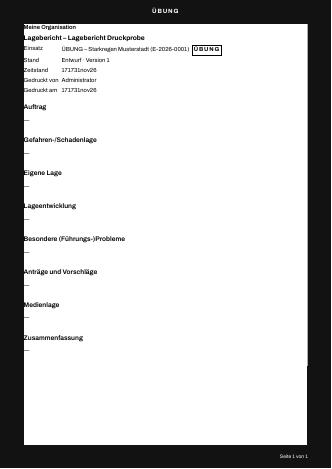 ÜBUNG
Meine Organisation
Lagebericht – Lagebericht Druckprobe
Einsatz ÜBUNG – Starkregen Musterstadt (E-2026-0001) ÜBUNG
Stand Entwurf · Version 1
Zeitstand 171731nov26
Gedruckt von Administrator
Gedruckt am 171731nov26
Auftrag
—
Gefahren-/Schadenlage
—
Eigene Lage
—
Lageentwicklung
—
Besondere (Führungs-)Probleme
—
Anträge und Vorschläge
—
Medienlage
—
Zusammenfassung
—
Seite 1 von 1